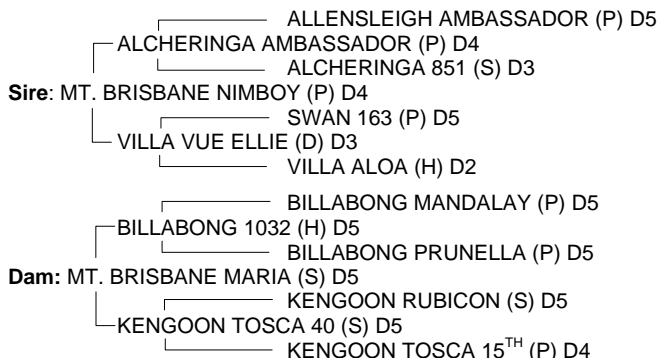 ALLENSLEIGH AMBASSADOR (P) D5
ALCHERINGA AMBASSADOR (P) D4
ALCHERINGA 851 (S) D3
Sire: MT. BRISBANE NIMBOY (P) D4
SWAN 163 (P) D5
VILLA VUE ELLIE (D) D3
VILLA ALOA (H) D2
BILLABONG MANDALAY (P) D5
BILLABONG 1032 (H) D5
BILLABONG PRUNELLA (P) D5
Dam: MT. BRISBANE MARIA (S) D5
KENGOON RUBICON (S) D5
KENGOON TOSCA 40 (S) D5
KENGOON TOSCA 15TH (P) D4